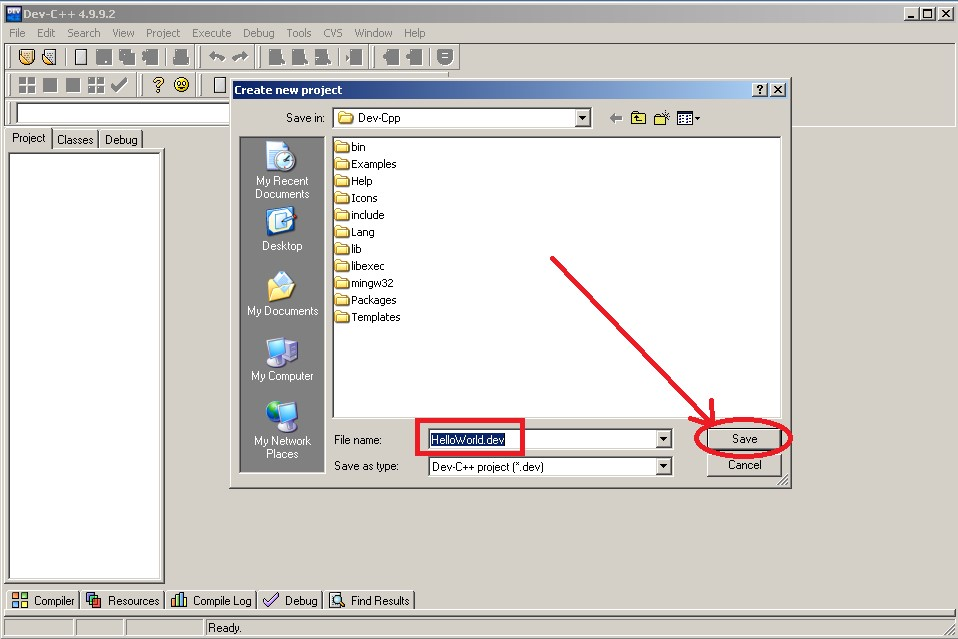 Dev-C++ 4.9.9.2
File Edit Search View Project Execute Debug Tools CVS Window Help
Create new project
Save in: Dev-Cpp
Project Classes Debug
My Recent Documents
Desktop
My Documents
My Computer
My Network Places
bin
Examples
Help
Icons
include
Lang
lib
libexec
mingw32
Packages
Templates
File name: HelloWorld.dev Save
Save as type: Dev-C++ project (*.dev) Cancel
Compiler Resources Compile Log Debug Find Results
Ready.